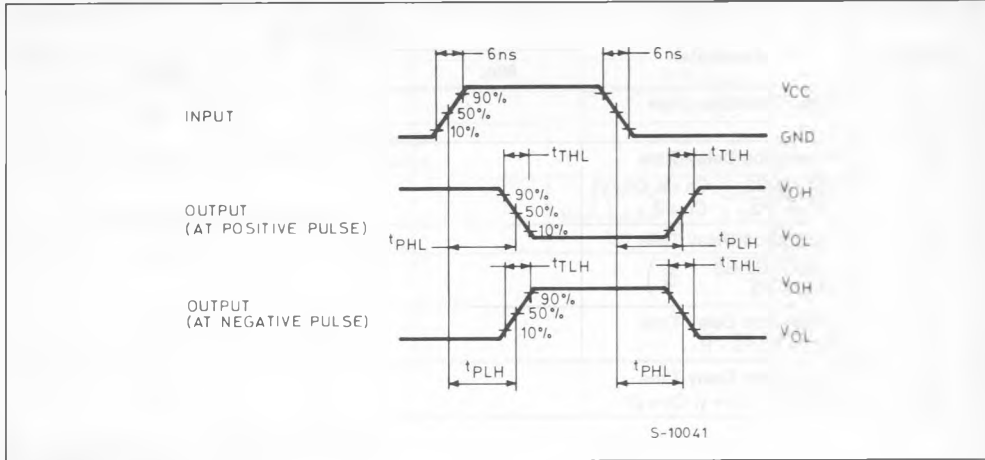 6ns 6ns
90% VCC
INPUT 50%
10% GND
tTHL tTLH
90% VOH
OUTPUT 50%
(AT POSITIVE PULSE) 10%
tPHL tPLH VOL
tTLH tTHL
90% VOH
OUTPUT 50%
(AT NEGATIVE PULSE) 10% VOL
tPLH tPHL
S-10041